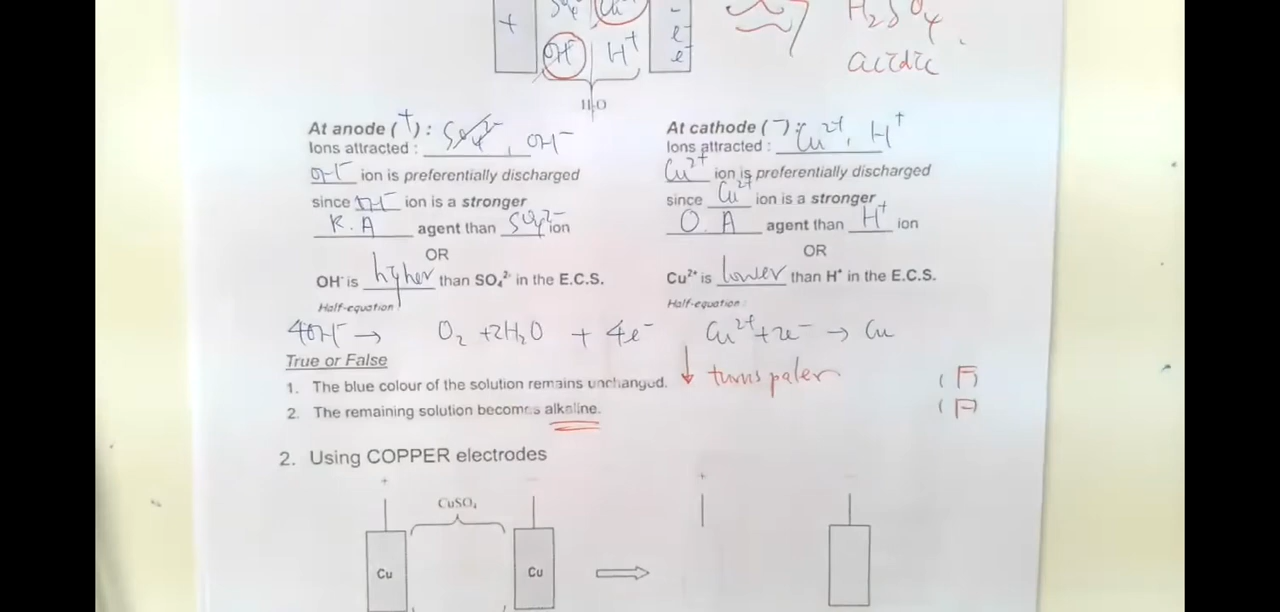 + SO₄²⁻ Cu²⁺ - H₂SO₄
OH⁻ H⁺ e⁻ acidic
e⁻
H₂O
At anode (+) : SO₄²⁻, OH⁻
Ions attracted :
OH⁻ ion is preferentially discharged
since OH⁻ ion is a stronger
R.A agent than SO₄²⁻ ion
OR
OH⁻ is higher than SO₄²⁻ in the E.C.S.
Half-equation
4OH⁻ → O₂ + 2H₂O + 4e⁻
At cathode (-) : Cu²⁺, H⁺
Ions attracted :
Cu²⁺ ion is preferentially discharged
since Cu²⁺ ion is a stronger
O.A agent than H⁺ ion
OR
Cu²⁺ is lower than H⁺ in the E.C.S.
Half-equation :
Cu²⁺ + 2e⁻ → Cu
True or False
1. The blue colour of the solution remains unchanged. ↓ turns paler (F)
2. The remaining solution becomes alkaline. (F)
2. Using COPPER electrodes
+ - +
CuSO₄
Cu Cu